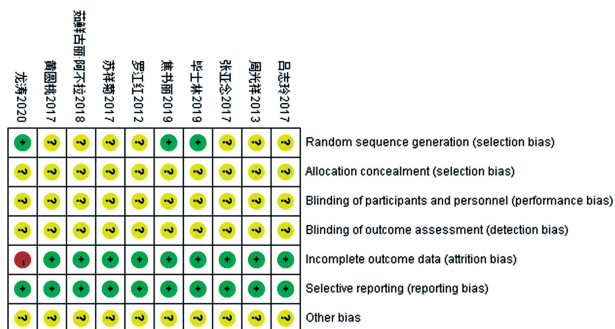 龙涛2020
黄圆桃2017
茹鲜古丽·阿不拉2018
苏祥菊2017
罗江红2012
焦书丽2019
毕士林2019
张亚念2017
周光祥2013
吕志玲2017
+ ? ? ? ? + + ? ? ? Random sequence generation (selection bias)
? ? ? ? ? ? ? ? ? ? Allocation concealment (selection bias)
? ? ? ? ? ? ? ? ? ? Blinding of participants and personnel (performance bias)
? ? ? ? ? ? ? ? ? ? Blinding of outcome assessment (detection bias)
- + + + + + + + + + Incomplete outcome data (attrition bias)
+ + + + + + + + + + Selective reporting (reporting bias)
? ? ? ? ? ? ? ? ? ? Other bias